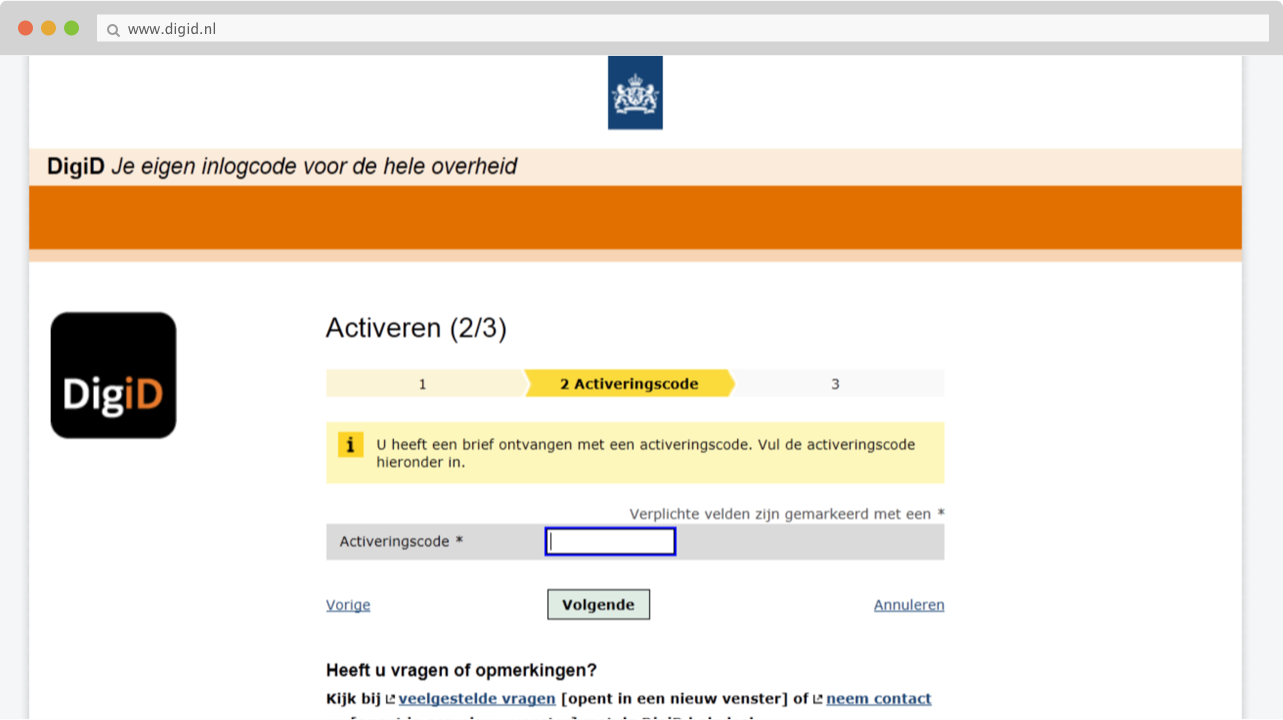 www.digid.nl
DigiD Je eigen inlogcode voor de hele overheid
DigiD
Activeren (2/3)
1
2 Activeringscode
3
i
U heeft een brief ontvangen met een activeringscode. Vul de activeringscode
hieronder in.
Verplichte velden zijn gemarkeerd met een *
Activeringscode *
Vorige
Volgende
Annuleren
Heeft u vragen of opmerkingen?
Kijk bij veelgestelde vragen [opent in een nieuw venster] of neem contact